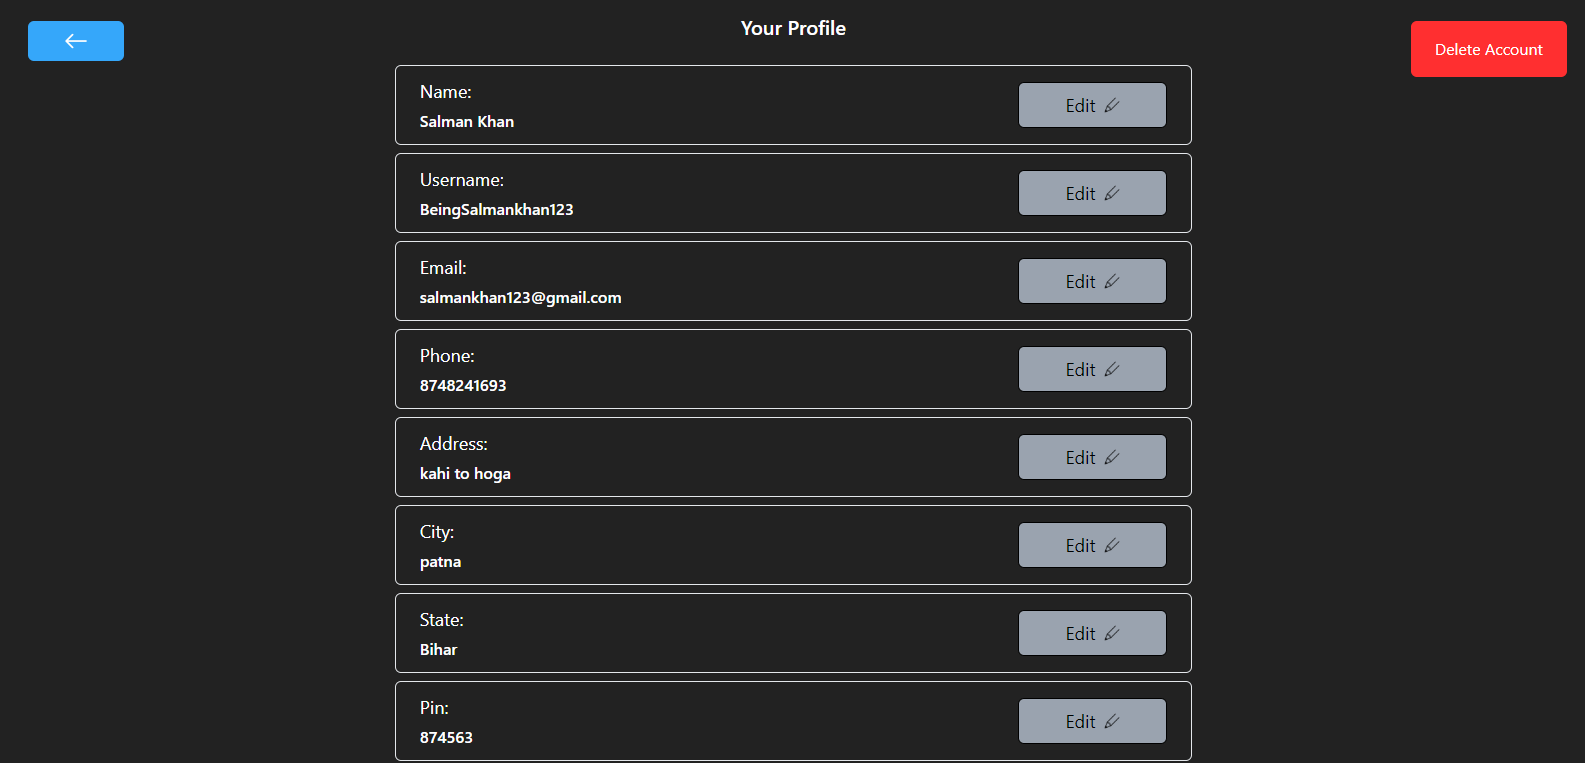 Your Profile
Delete Account
Name:
Salman Khan
Edit
Username:
BeingSalmankhan123
Edit
Email:
salmankhan123@gmail.com
Edit
Phone:
8748241693
Edit
Address:
kahi to hoga
Edit
City:
patna
Edit
State:
Bihar
Edit
Pin:
874563
Edit